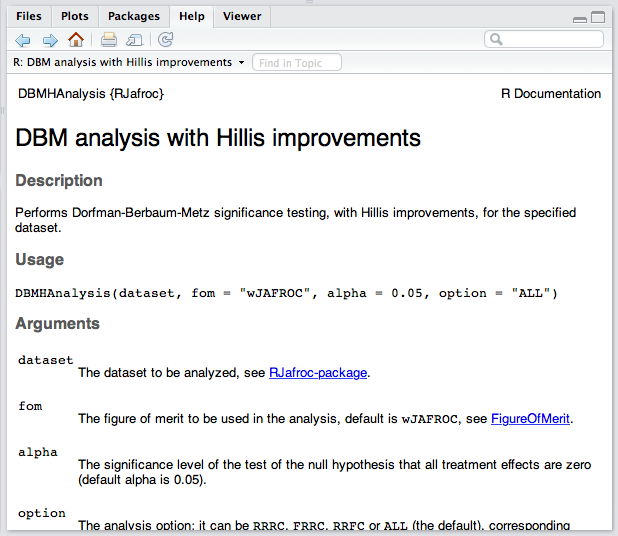 Files Plots Packages Help Viewer
R: DBM analysis with Hillis improvements Find in Topic
DBMHAnalysis {RJafroc} R Documentation
DBM analysis with Hillis improvements
Description
Performs Dorfman-Berbaum-Metz significance testing, with Hillis improvements, for the specified
dataset.
Usage
DBMHAnalysis(dataset, fom = "wJAFROC", alpha = 0.05, option = "ALL")
Arguments
dataset
The dataset to be analyzed, see RJafroc-package.
fom
The figure of merit to be used in the analysis, default is wJAFROC, see FigureOfMerit.
alpha
The significance level of the test of the null hypothesis that all treatment effects are zero
(default alpha is 0.05).
option
The analysis option: it can be RRRC, FRRC, RRFC or ALL (the default), corresponding